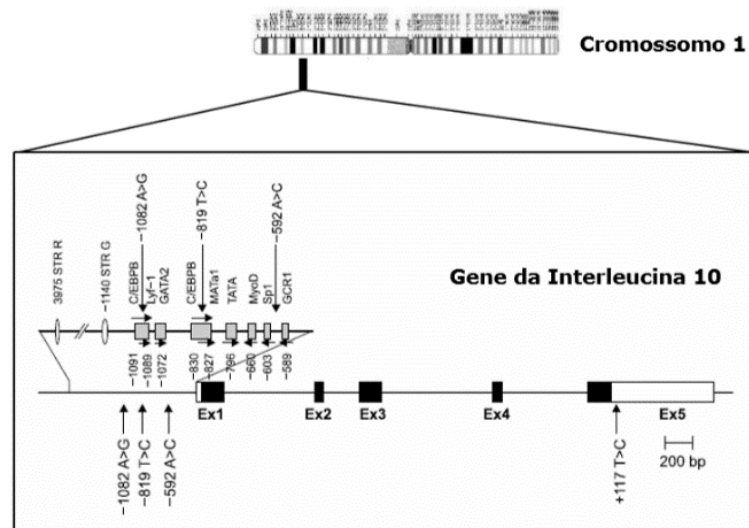 Cromossomo 1
Gene da Interleucina 10
3975 STR R
-1140 STR G
C/EBPB
-1082 A>G
Lyf-1
GATA2
C/EBPB
-819 T>C
MATa1
TATA
MyoD
Sp1
-592 A>C
GCR1
-1091
-1089
-1072
-830
-827
-796
-660
-603
-589
Ex1
Ex2
Ex3
Ex4
Ex5
-1082 A>G
-819 T>C
-592 A>C
+117 T>C
200 bp